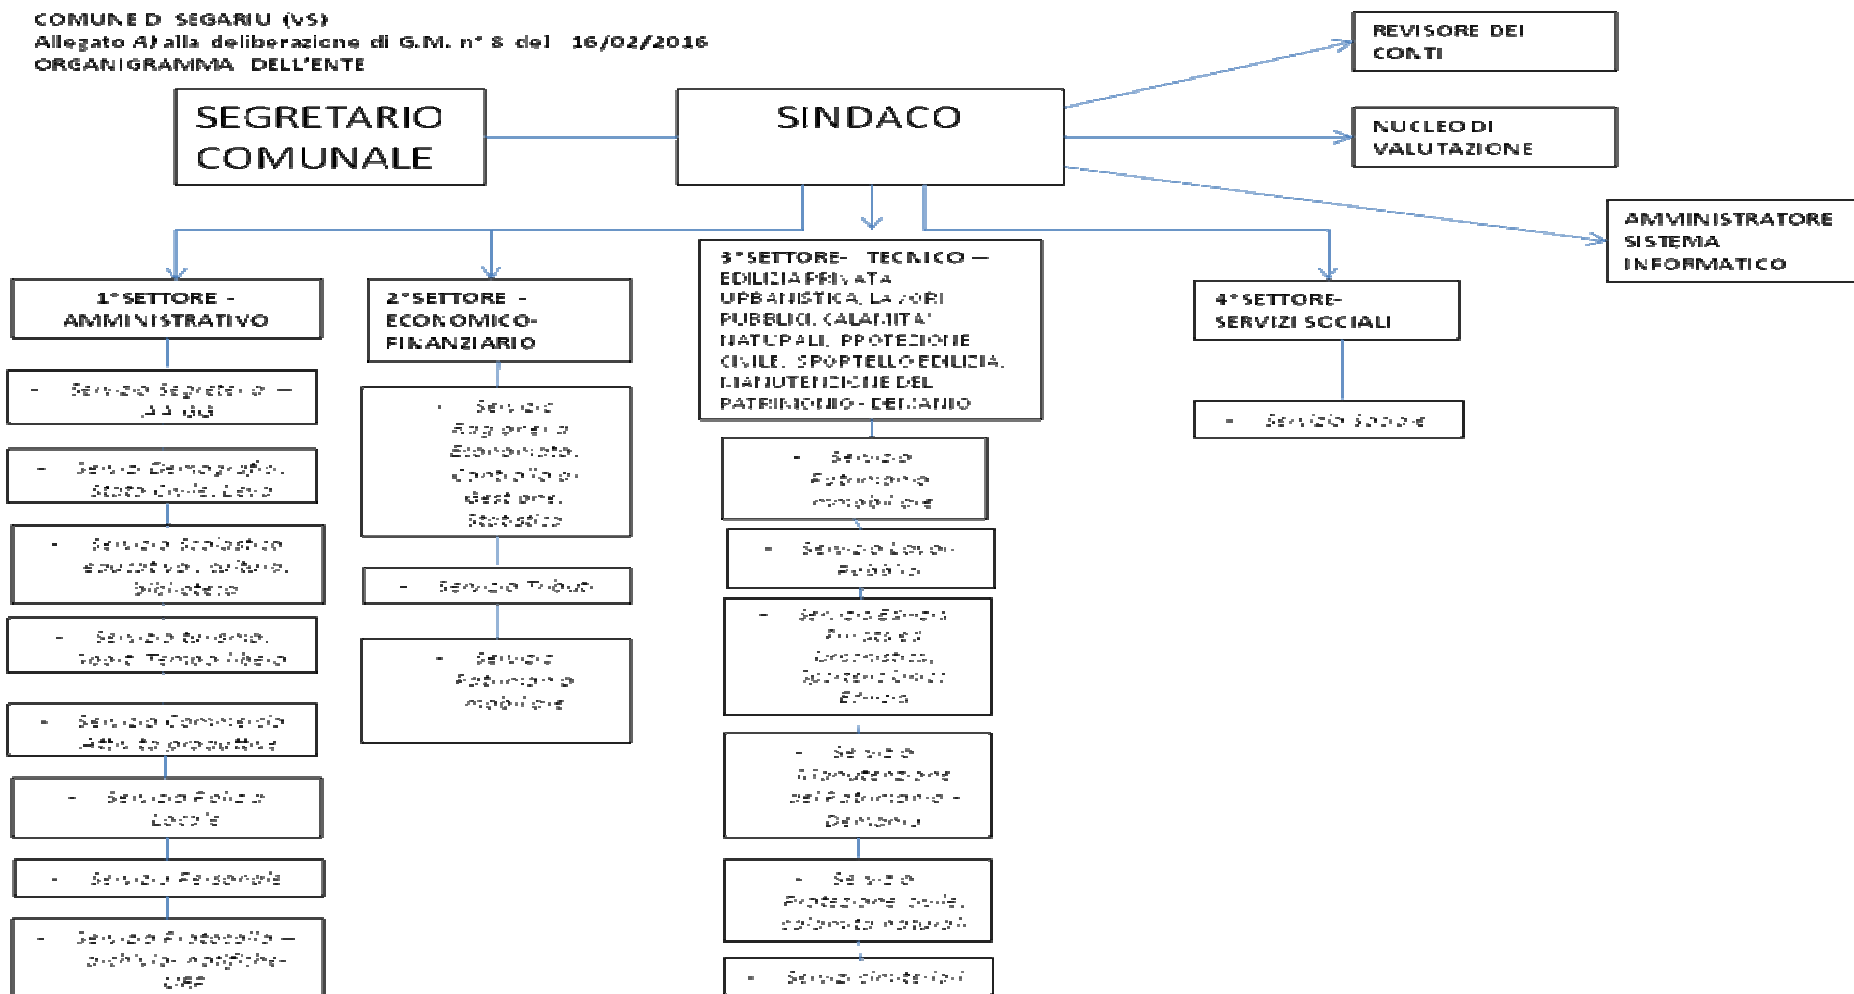 COMUNE D SEGARIU (VS)
Allegato A) alla deliberazione di G.M. n° 8 del 16/02/2016
ORGANIGRAMMA DELL'ENTE
SEGRETARIO
COMUNALE
SINDACO
REVISORE DEI
CONTI
NUCLEO DI
VALUTAZIONE
AMMINISTRATORE
SISTEMA
INFORMATICO
1° SETTORE -
AMMINISTRATIVO
- Servizio Segreteria —
AA GG
- Servizi Demografici,
Stato Civile, Leva
- Servizio Scolastico
educativo, cultura,
biblioteca
- Servizio turismo,
Sport, Tempo libero
- Servizio Commercio
Attività produttive
- Servizio Polizia
Locale
- Servizio Personale
- Servizio Protocollo —
archivio- notifiche-
URP
2° SETTORE -
ECONOMICO-
FINANZIARIO
- Servizio
Ragioneria
Economato,
Controllo di
Gestione,
Statistica
- Servizio Tributi
- Servizio
Patrimonio
mobiliare
3° SETTORE- TECNICO —
EDILIZIA PRIVATA
URBANISTICA, LAVORI
PUBBLICI, CALAMITA'
NATURALI, PROTEZIONE
CIVILE, SPORTELLO EDILIZIA,
MANUTENZIONE DEL
PATRIMONIO - DEMANIO
- Servizio
Patrimonio
immobiliare
- Servizio Lavori
Pubblici
- Servizio Edilizia
Privata ed
Urbanistica,
Sportello Unico
Edilizia
- Servizio
Manutenzione
del Patrimonio -
Demanio
- Servizio
Protezione civile,
calamità naturali
- Servizi cimiteriali
4° SETTORE-
SERVIZI SOCIALI
- Servizio Sociale